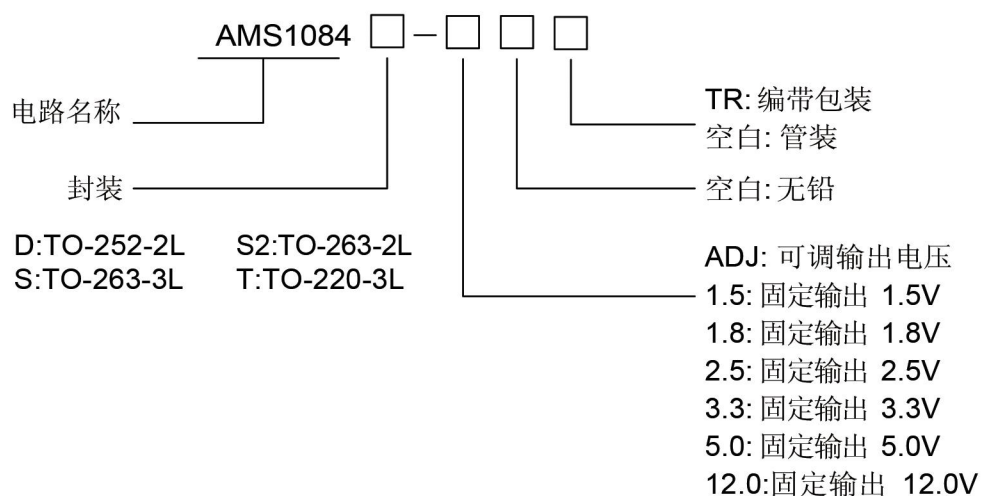 AMS1084 □-□ □ □
电路名称
封装
D:TO-252-2L S2:TO-263-2L
S:TO-263-3L T:TO-220-3L
TR: 编带包装
空白: 管装
空白: 无铅
ADJ: 可调输出电压
1.5: 固定输出 1.5V
1.8: 固定输出 1.8V
2.5: 固定输出 2.5V
3.3: 固定输出 3.3V
5.0: 固定输出 5.0V
12.0:固定输出 12.0V